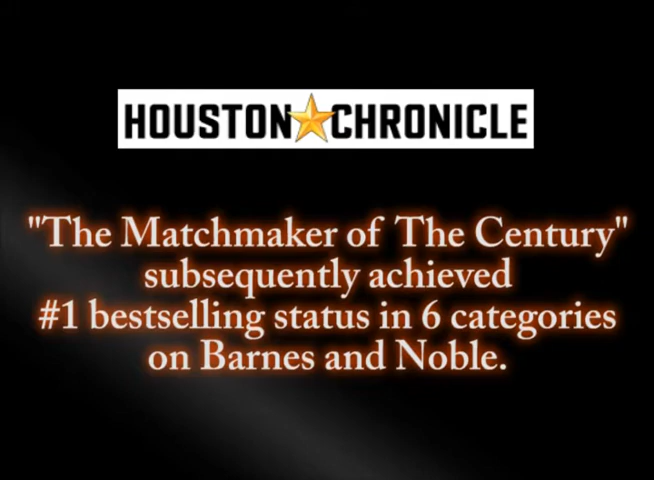 HOUSTON CHRONICLE
"The Matchmaker of The Century"
subsequently achieved
#1 bestselling status in 6 categories
on Barnes and Noble.